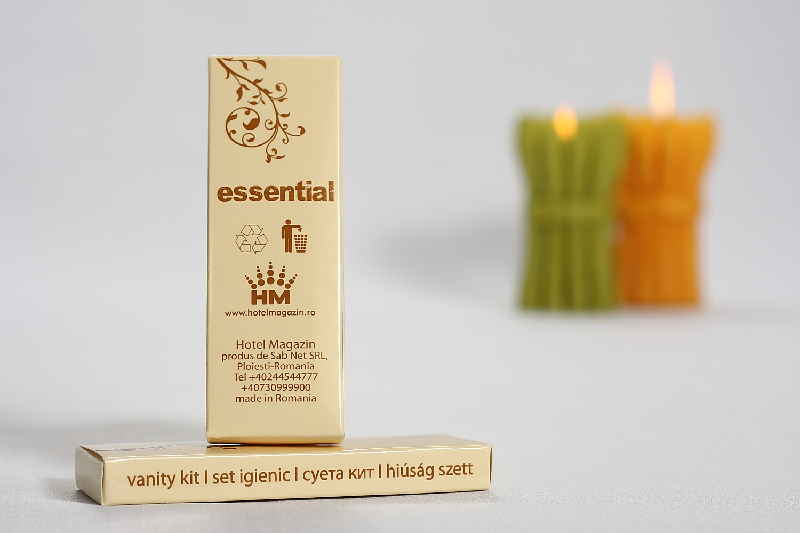 essential
HM
www.hotelmagazin.ro
Hotel Magazin
produs de Sab Net SRL,
Ploiesti-Romania
Tel +40244544777
+40730999900
made in Romania
vanity kit | set igienic | суета кит | hiúság szett